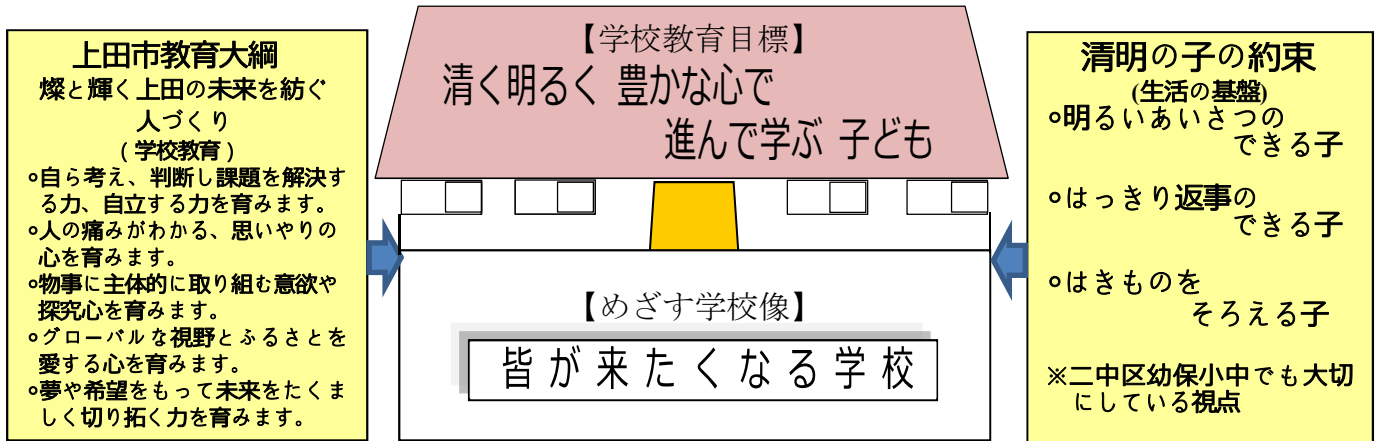 上田市教育大綱
燦と輝く上田の未来を紡ぐ
人づくり
(学校教育)
◦自ら考え、判断し課題を解決す
る力、自立する力を育みます。
◦人の痛みがわかる、思いやりの
心を育みます。
◦物事に主体的に取り組む意欲や
探究心を育みます。
◦グローバルな視野とふるさとを
愛する心を育みます。
◦夢や希望をもって未来をたくま
しく切り拓く力を育みます。
【学校教育目標】
清く明るく 豊かな心で
進んで学ぶ 子ども
【めざす学校像】
皆が来たくなる学校
清明の子の約束
(生活の基盤)
◦明るいあいさつの
できる子
◦はっきり返事の
できる子
◦はきものを
そろえる子
※二中区幼保小中でも大切
にしている視点